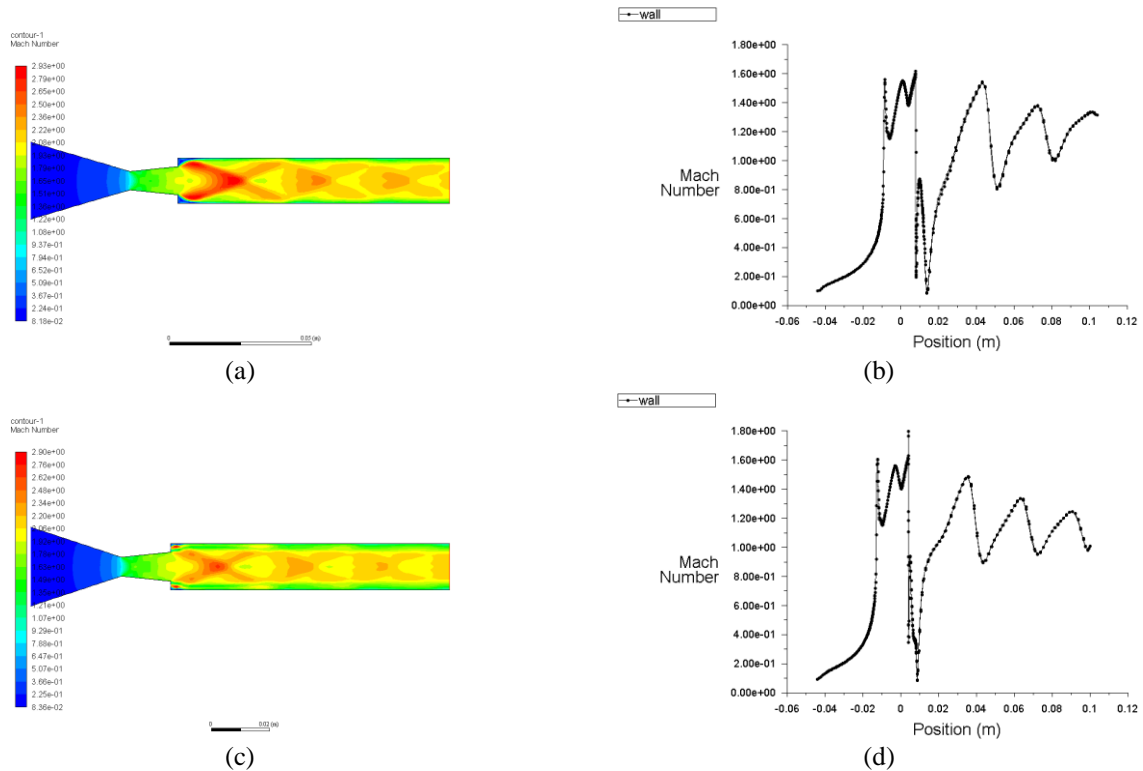 contour-1
Mach Number
2.93e+00
2.79e+00
2.65e+00
2.50e+00
2.36e+00
2.22e+00
1.22e+00
1.08e+00
9.37e-01
7.94e-01
6.52e-01
5.09e-01
3.67e-01
2.24e-01
8.18e-02
0
0.03 (m)
(a)
wall
1.80e+00
1.60e+00
1.40e+00
1.20e+00
1.00e+00
8.00e-01
6.00e-01
4.00e-01
2.00e-01
0.00e+00
Mach
Number
-0.06 -0.04 -0.02 0 0.02 0.04 0.06 0.08 0.1 0.12
Position (m)
(b)
contour-1
Mach Number
2.90e+00
2.76e+00
2.62e+00
2.48e+00
2.34e+00
2.20e+00
1.21e+00
1.07e+00
9.29e-01
7.88e-01
6.47e-01
5.07e-01
3.66e-01
2.25e-01
8.36e-02
0
0.02 (m)
(c)
wall
1.80e+00
1.60e+00
1.40e+00
1.20e+00
1.00e+00
8.00e-01
6.00e-01
4.00e-01
2.00e-01
0.00e+00
Mach
Number
-0.06 -0.04 -0.02 0 0.02 0.04 0.06 0.08 0.1 0.12
Position (m)
(d)